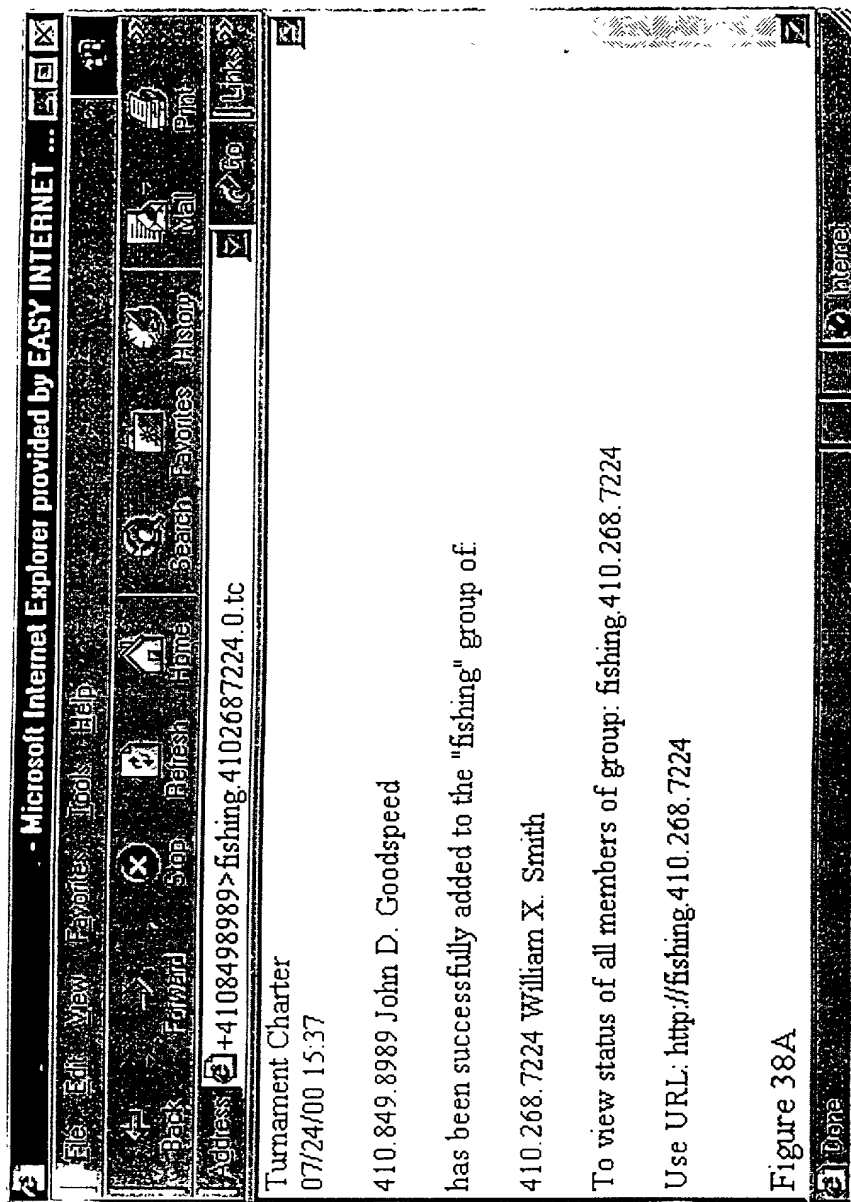 - Microsoft Internet Explorer provided by EASY INTERNET ...
File Edit View Favorites Tools Help
Back Forward Stop Refresh Home Search Favorites History Mail Print
Address +4108498989>fishing.4102687224.0.tc Go Links
Turnament Charter
07/24/00 15:37
410.849.8989 John D. Goodspeed
has been successfully added to the "fishing" group of:
410.268.7224 William X. Smith
To view status of all members of group: fishing.410.268.7224
Use URL: http://fishing.410.268.7224
Figure 38A
Done Internet